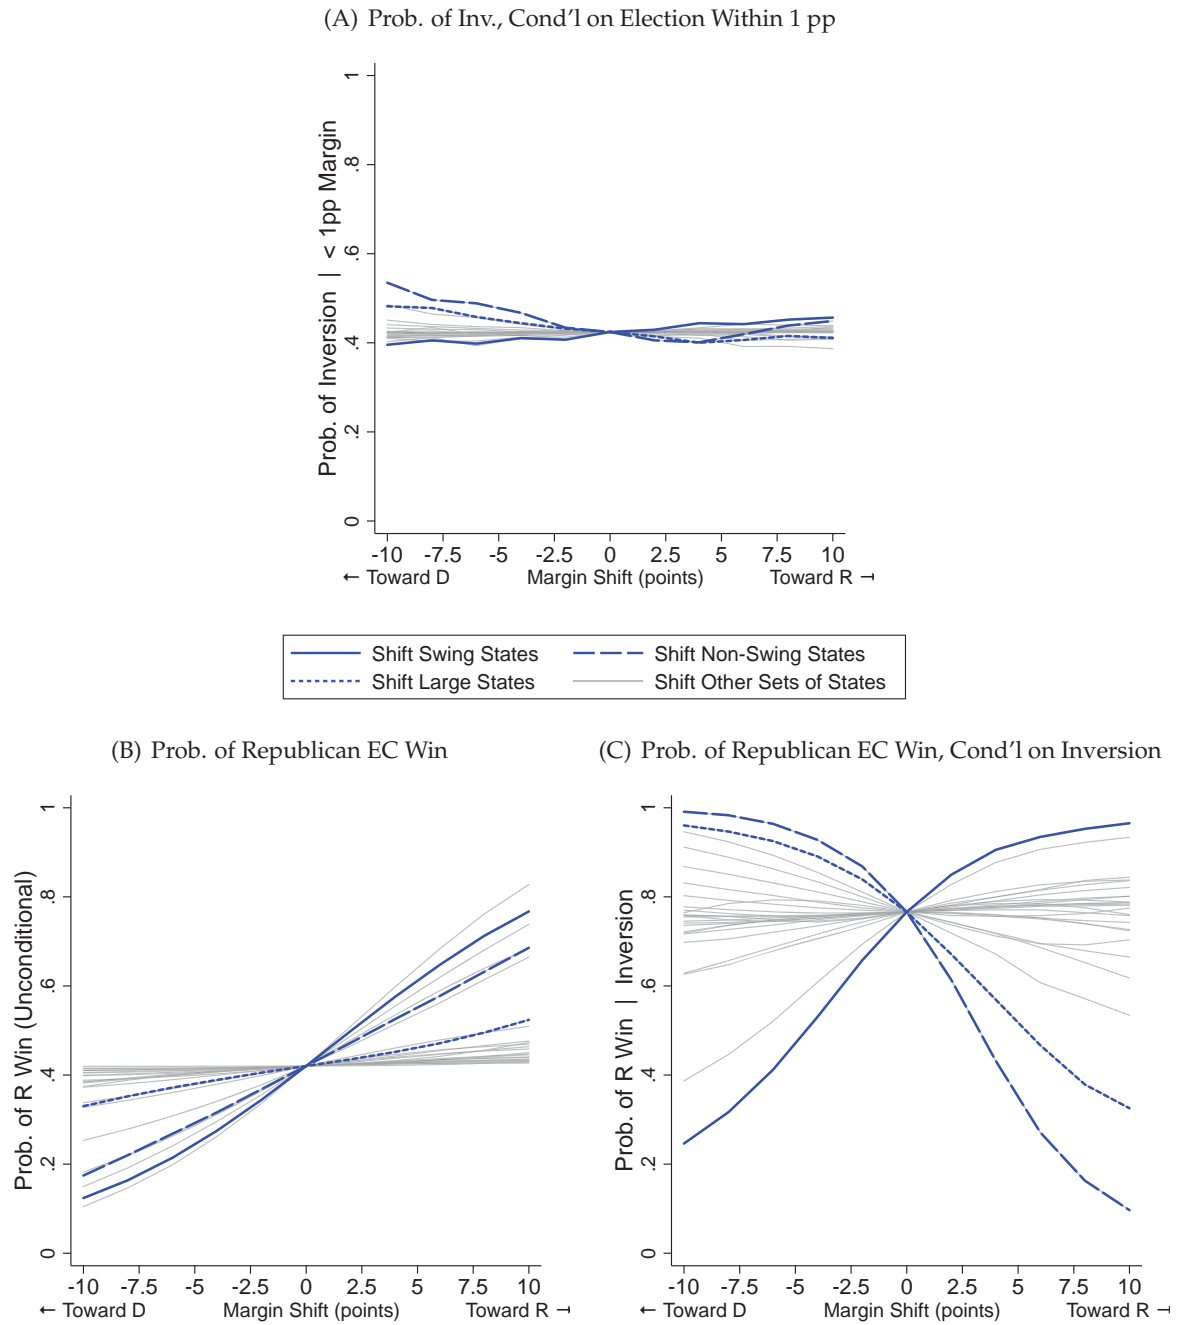 (A) Prob. of Inv., Cond'l on Election Within 1 pp
Prob. of Inversion | < 1pp Margin
1
.8
.6
.4
.2
0
-10 -7.5 -5 -2.5 0 2.5 5 7.5 10
← Toward D Margin Shift (points) Toward R →
Shift Swing States Shift Non-Swing States
Shift Large States Shift Other Sets of States
(B) Prob. of Republican EC Win
Prob. of R Win (Unconditional)
1
.8
.6
.4
.2
0
-10 -7.5 -5 -2.5 0 2.5 5 7.5 10
← Toward D Margin Shift (points) Toward R →
(C) Prob. of Republican EC Win, Cond'l on Inversion
Prob. of R Win | Inversion
1
.8
.6
.4
.2
0
-10 -7.5 -5 -2.5 0 2.5 5 7.5 10
← Toward D Margin Shift (points) Toward R →